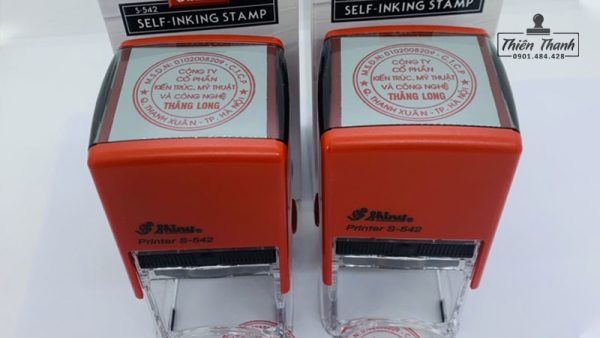 S-542
SELF-INKING STAMP
SELF-INKING STAMP
Thiên Thanh
0901.484.428
M.S.D.N: 0102005209 - C.T.C.P
CÔNG TY
CỔ PHẦN
KIẾN TRÚC, MỸ THUẬT
VÀ CÔNG NGHỆ
THĂNG LONG
Q. THANH XUÂN - TP. HÀ NỘI
M.S.D.N: 0102005209 - C.T.C.P
CÔNG TY
CỔ PHẦN
KIẾN TRÚC, MỸ THUẬT
VÀ CÔNG NGHỆ
THĂNG LONG
Q. THANH XUÂN - TP. HÀ NỘI
Shiny
Printer S-542
Shiny
Printer S-542